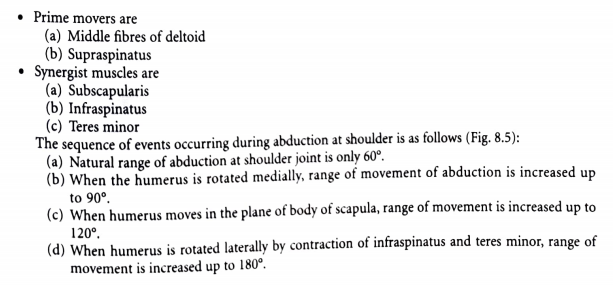 • Prime movers are
(a) Middle fibres of deltoid
(b) Supraspinatus
• Synergist muscles are
(a) Subscapularis
(b) Infraspinatus
(c) Teres minor
The sequence of events occurring during abduction at shoulder is as follows (Fig. 8.5):
(a) Natural range of abduction at shoulder joint is only 60°.
(b) When the humerus is rotated medially, range of movement of abduction is increased up
to 90°.
(c) When humerus moves in the plane of body of scapula, range of movement is increased up to
120°.
(d) When humerus is rotated laterally by contraction of infraspinatus and teres minor, range of
movement is increased up to 180°.